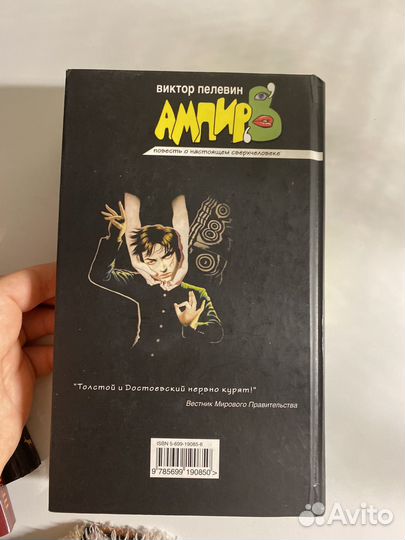 виктор пелевин
АМПИР В
повесть о настоящем сверхчеловеке
"Толстой и Достоевский нервно курят!"
Вестник Мирового Правительства
ISBN 5-699-19085-6
9 785699 190850 >
Avito